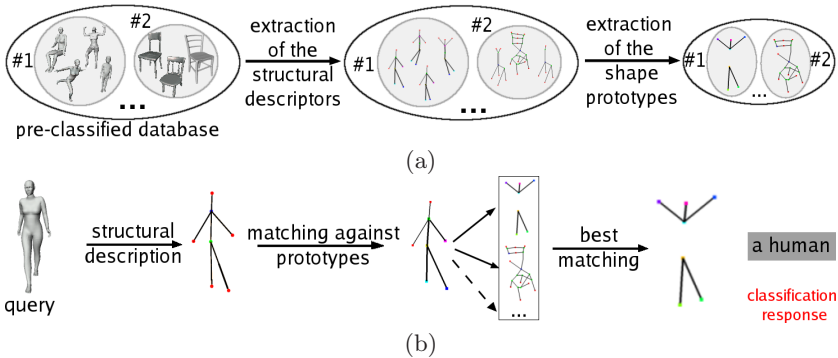 #1
#2
...
pre-classified database
extraction
of the
structural
descriptors
#1
#2
...
extraction
of the
shape
prototypes
#1
#2
...
(a)
query
structural
description
matching against
prototypes
...
best
matching
a human
classification
response
(b)